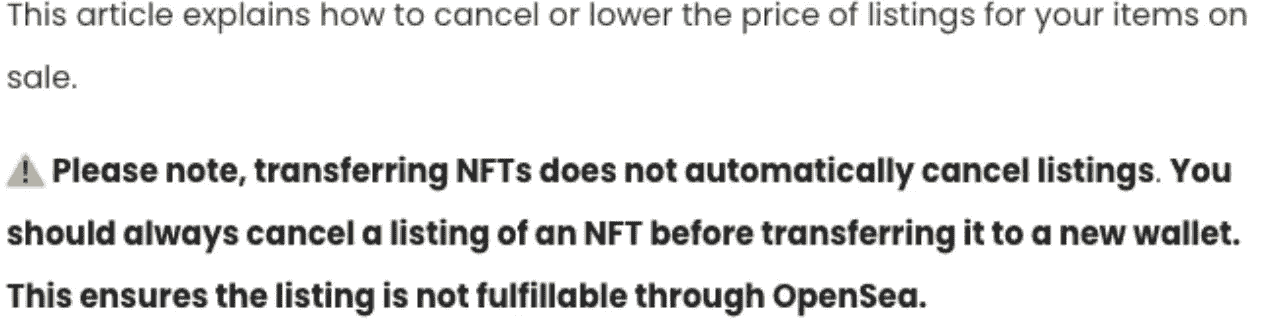 This article explains how to cancel or lower the price of listings for your items on
sale.
⚠ Please note, transferring NFTs does not automatically cancel listings. You
should always cancel a listing of an NFT before transferring it to a new wallet.
This ensures the listing is not fulfillable through OpenSea.